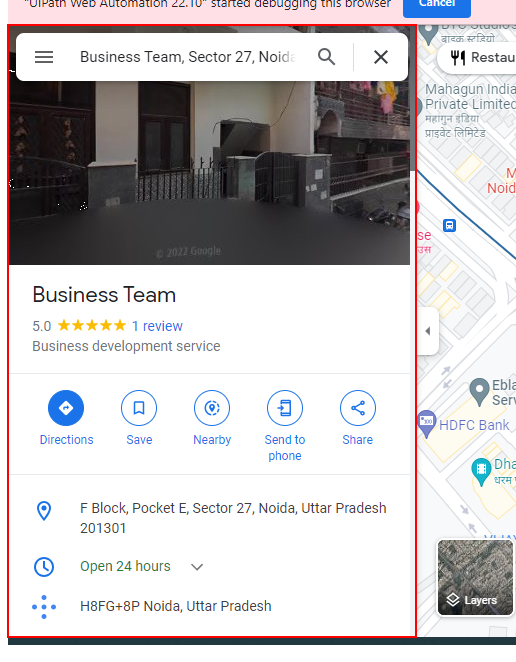 "UiPath Web Automation 22.10" started debugging this browser
Cancel
Business Team, Sector 27, Noida
© 2022 Google
Business Team
5.0
1 review
Business development service
Directions
Save
Nearby
Send to
phone
Share
F Block, Pocket E, Sector 27, Noida, Uttar Pradesh
201301
Open 24 hours
H8FG+8P Noida, Uttar Pradesh
Restau
Mahagun India
Private Limited
महागुन इंडिया
प्राइवेट लिमिटेड
M
Noid
se
उस
Ebla
Serv
HDFC Bank
Dha
धरम
Layers